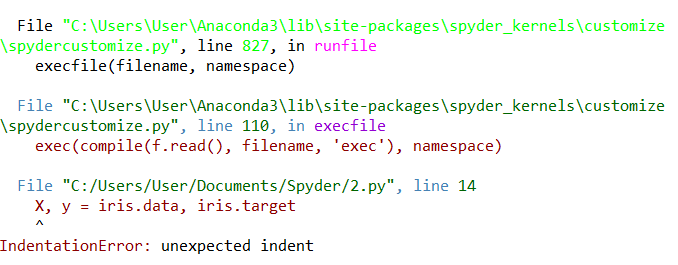 File "C:\Users\User\Anaconda3\lib\site-packages\spyder_kernels\customize
\spydercustomize.py", line 827, in runfile
execfile(filename, namespace)
File "C:\Users\User\Anaconda3\lib\site-packages\spyder_kernels\customize
\spydercustomize.py", line 110, in execfile
exec(compile(f.read(), filename, 'exec'), namespace)
File "C:/Users/User/Documents/Spyder/2.py", line 14
X, y = iris.data, iris.target
^
IndentationError: unexpected indent